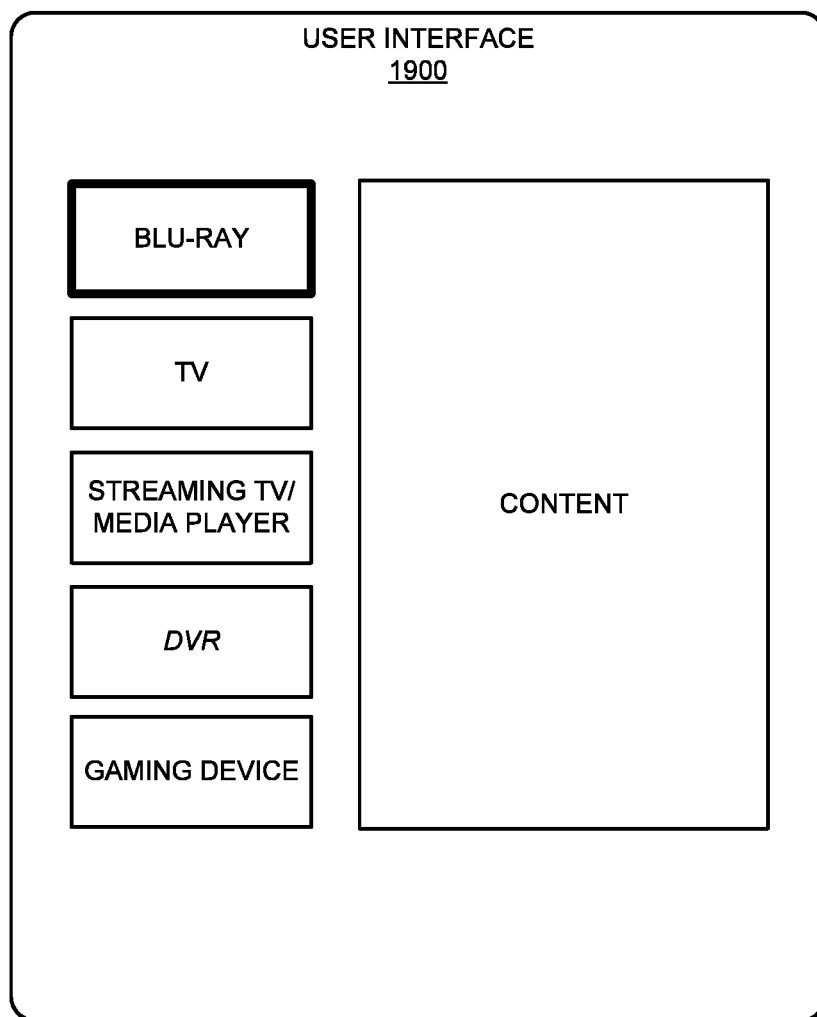 USER INTERFACE
1900
BLU-RAY
TV
STREAMING TV/
MEDIA PLAYER
DVR
GAMING DEVICE
CONTENT